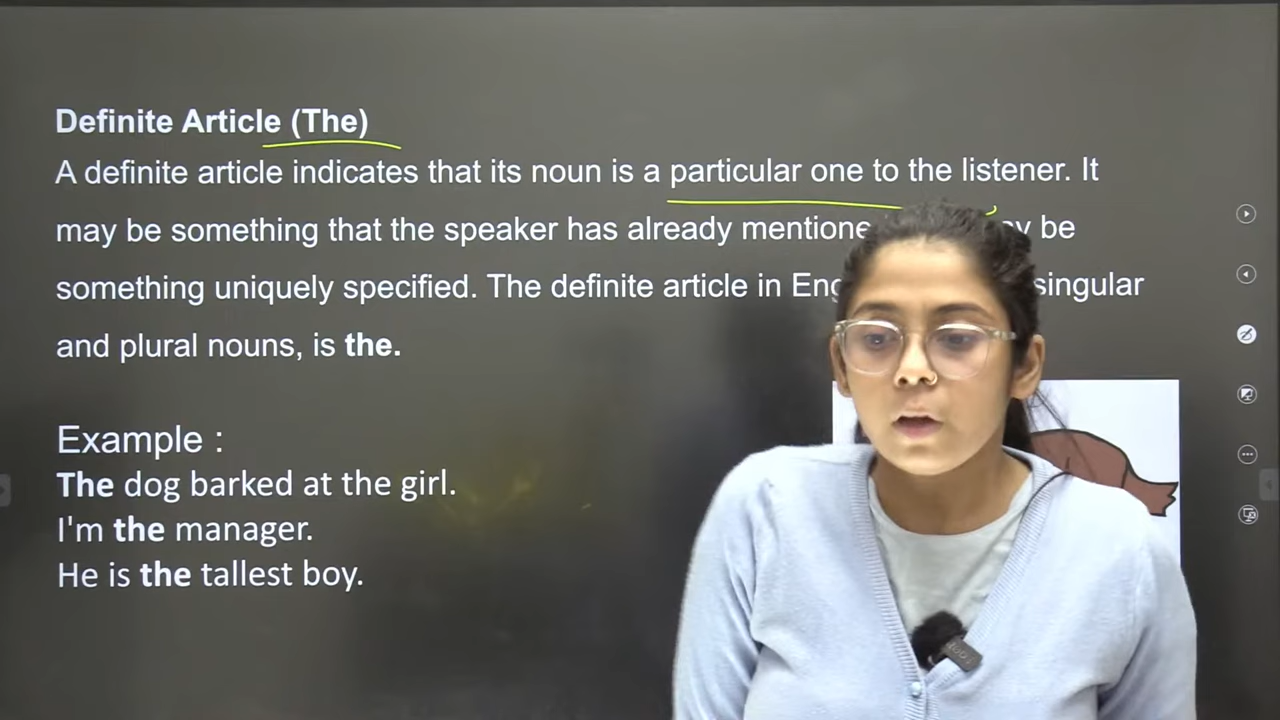 Definite Article (The)
A definite article indicates that its noun is a particular one to the listener. It
may be something that the speaker has already be
something uniquely specified. The definite article in singular
and plural nouns, is the.
Example :
The dog barked at the girl.
I'm the manager.
He is the tallest boy.